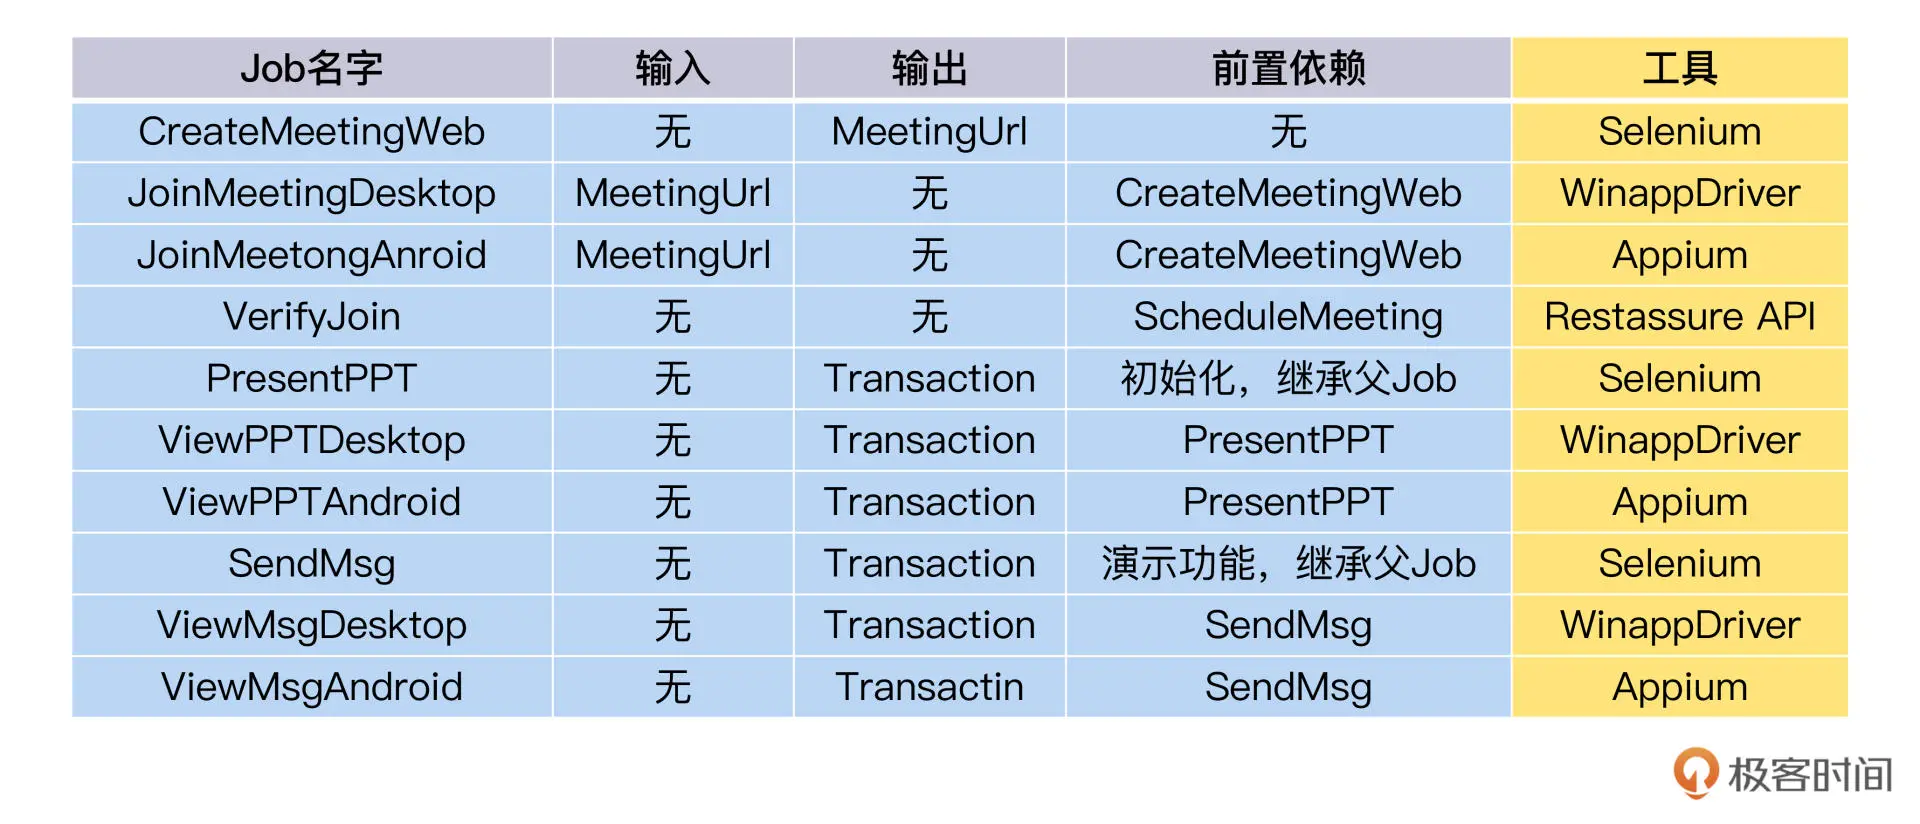 Job名字 输入 输出 前置依赖 工具
CreateMeetingWeb 无 MeetingUrl 无 Selenium
JoinMeetingDesktop MeetingUrl 无 CreateMeetingWeb WinappDriver
JoinMeetongAnroid MeetingUrl 无 CreateMeetingWeb Appium
VerifyJoin 无 无 ScheduleMeeting Restassure API
PresentPPT 无 Transaction 初始化，继承父Job Selenium
ViewPPTDesktop 无 Transaction PresentPPT WinappDriver
ViewPPTAndroid 无 Transaction PresentPPT Appium
SendMsg 无 Transaction 演示功能，继承父Job Selenium
ViewMsgDesktop 无 Transaction SendMsg WinappDriver
ViewMsgAndroid 无 Transactin SendMsg Appium
极客时间